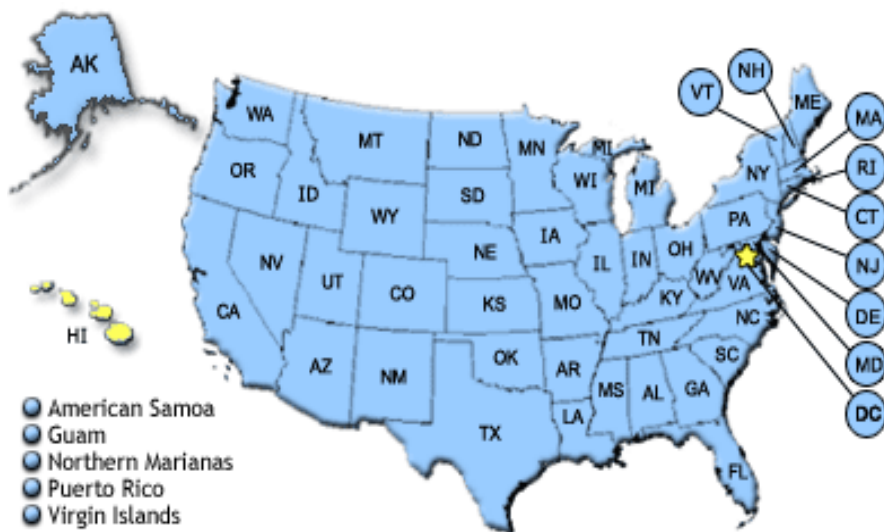 AK
NH
VT
ME
WA
MA
MT
ND
MN
MI
OR
ID
SD
WI
MI
NY
RI
WY
CT
IA
PA
NE
NV
UT
IL
IN
OH
NJ
CA
CO
WV
VA
KS
MO
KY
DE
HI
NC
TN
AZ
NM
OK
AR
SC
MD
MS
AL
GA
American Samoa
LA
DC
Guam
TX
Northern Marianas
FL
Puerto Rico
Virgin Islands